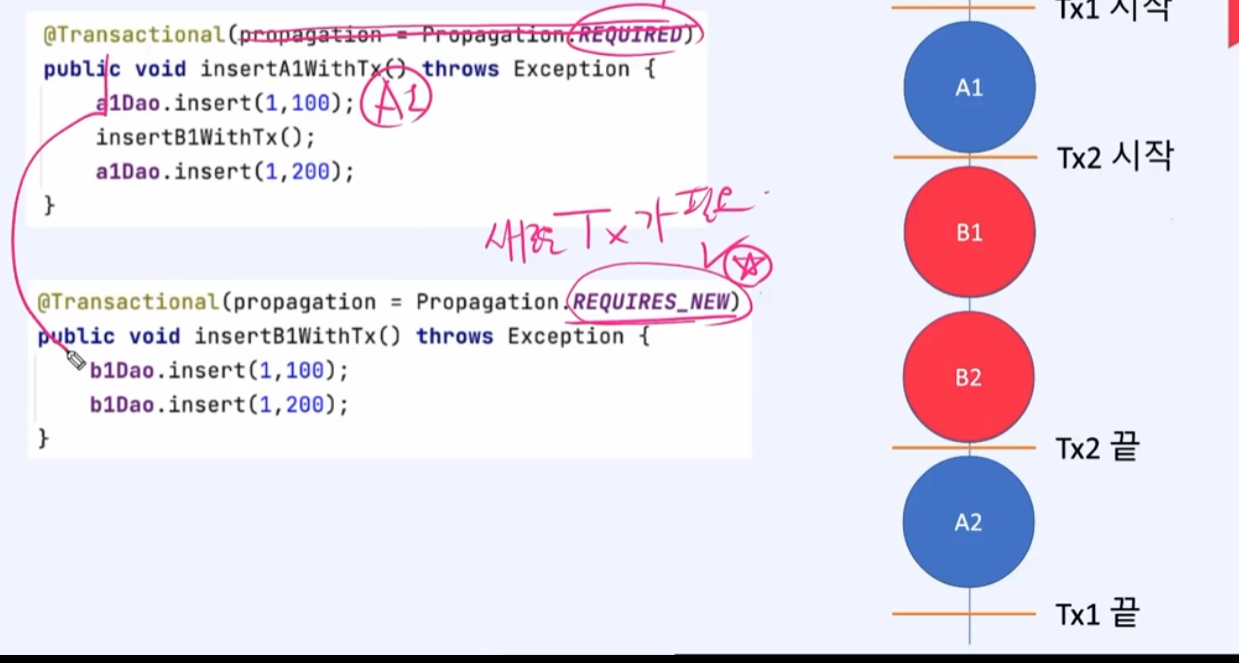 @Transactional(propagation = Propagation.REQUIRED)
public void insertA1WithTx() throws Exception {
a1Dao.insert(1,100); A1
insertB1WithTx();
a1Dao.insert(1,200);
}
새로운 Tx가 필요
@Transactional(propagation = Propagation.REQUIRES_NEW)
public void insertB1WithTx() throws Exception {
b1Dao.insert(1,100);
b1Dao.insert(1,200);
}
Tx1 시작
A1
Tx2 시작
B1
B2
Tx2 끝
A2
Tx1 끝